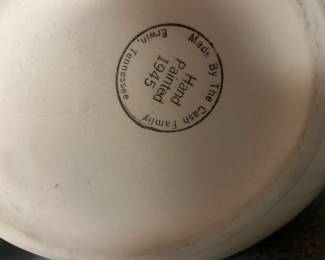 Made By The Cash Family
Erwin, Tennessee
Hand
Painted
1945